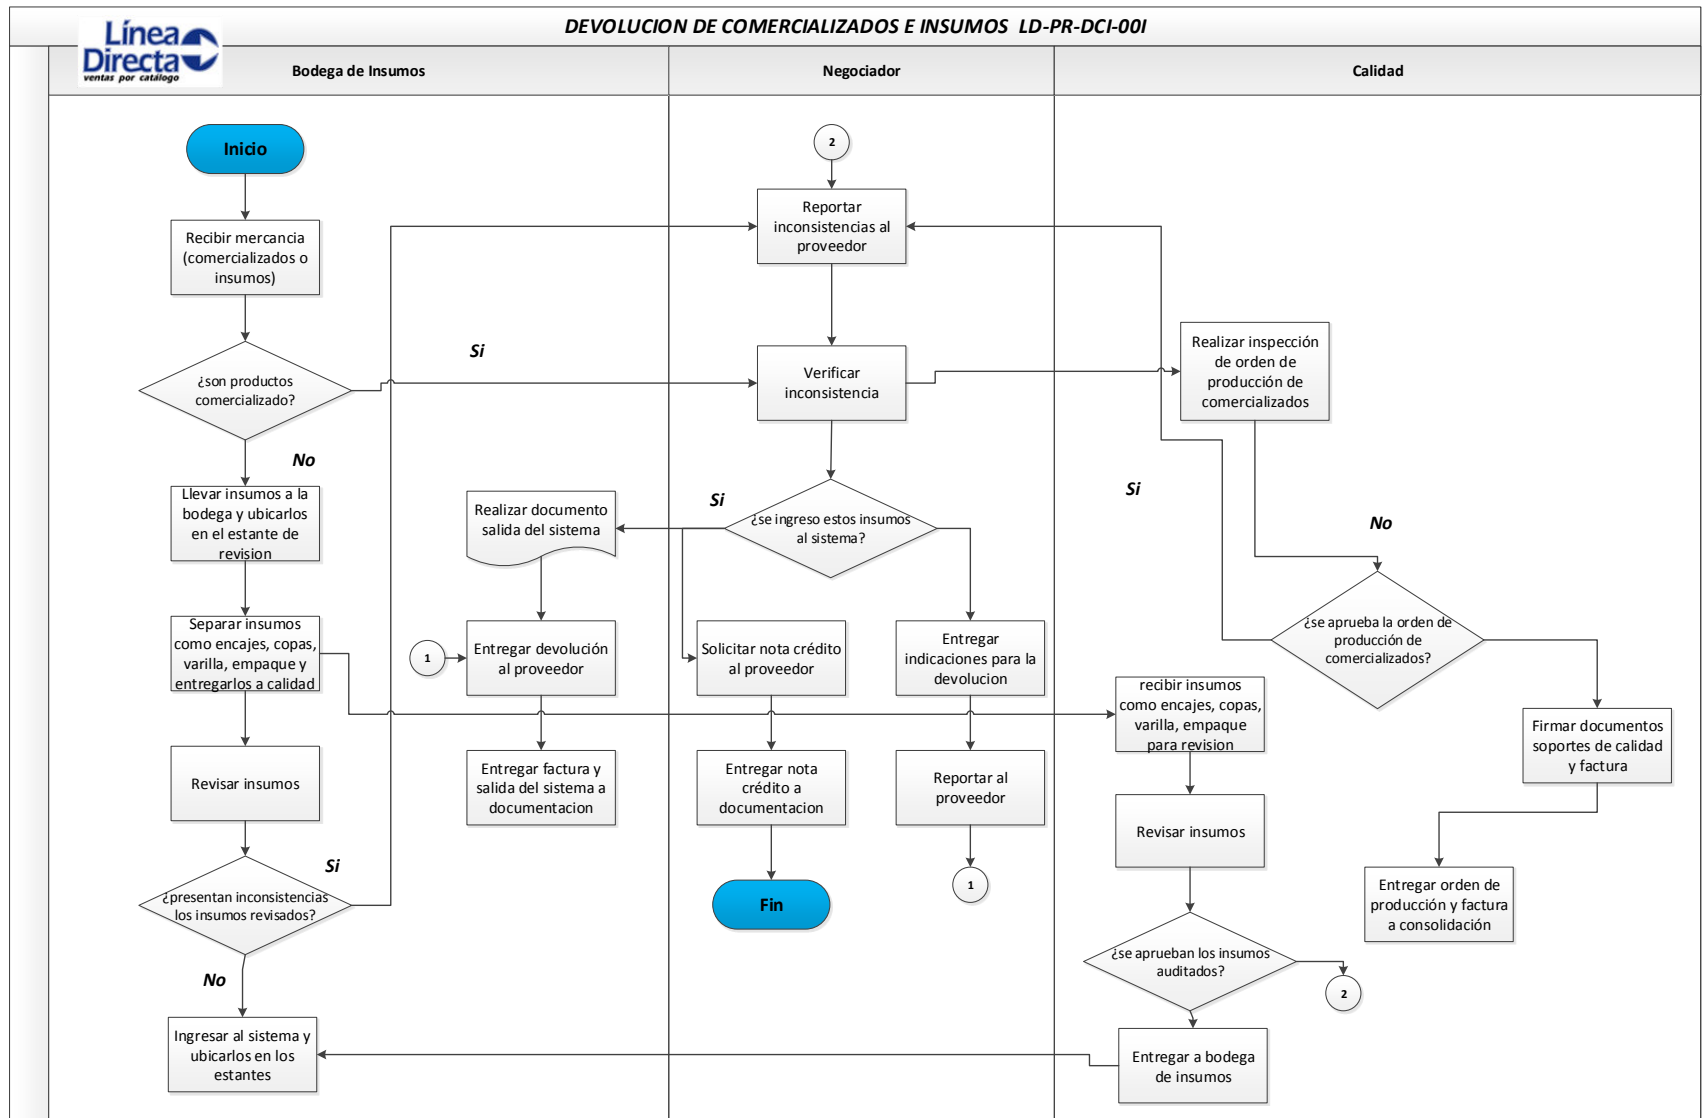 DEVOLUCION DE COMERCIALIZADOS E INSUMOS LD-PR-DCI-00I
Línea
Directa
ventas por catálogo
Bodega de Insumos
Negociador
Calidad
Inicio
Recibir mercancia
(comercializados o
insumos)
¿son productos
comercializado?
Si
No
Llevar insumos a la
bodega y ubicarlos
en el estante de
revision
Separar insumos
como encajes, copas,
varilla, empaque y
entregarlos a calidad
Revisar insumos
¿presentan inconsistencias
los insumos revisados?
Si
No
Ingresar al sistema y
ubicarlos en los
estantes
Realizar documento
salida del sistema
1
Entregar devolución
al proveedor
Entregar factura y
salida del sistema a
documentacion
2
Reportar
inconsistencias al
proveedor
Verificar
inconsistencia
Si
¿se ingreso estos insumos
al sistema?
Solicitar nota crédito
al proveedor
Entregar nota
crédito a
documentacion
Fin
Entregar
indicaciones para la
devolucion
Reportar al
proveedor
1
Realizar inspección
de orden de
producción de
comercializados
Si
No
¿se aprueba la orden de
producción de
comercializados?
recibir insumos
como encajes, copas,
varilla, empaque
para revision
Revisar insumos
¿se aprueban los insumos
auditados?
2
Entregar a bodega
de insumos
Firmar documentos
soportes de calidad
y factura
Entregar orden de
producción y factura
a consolidación